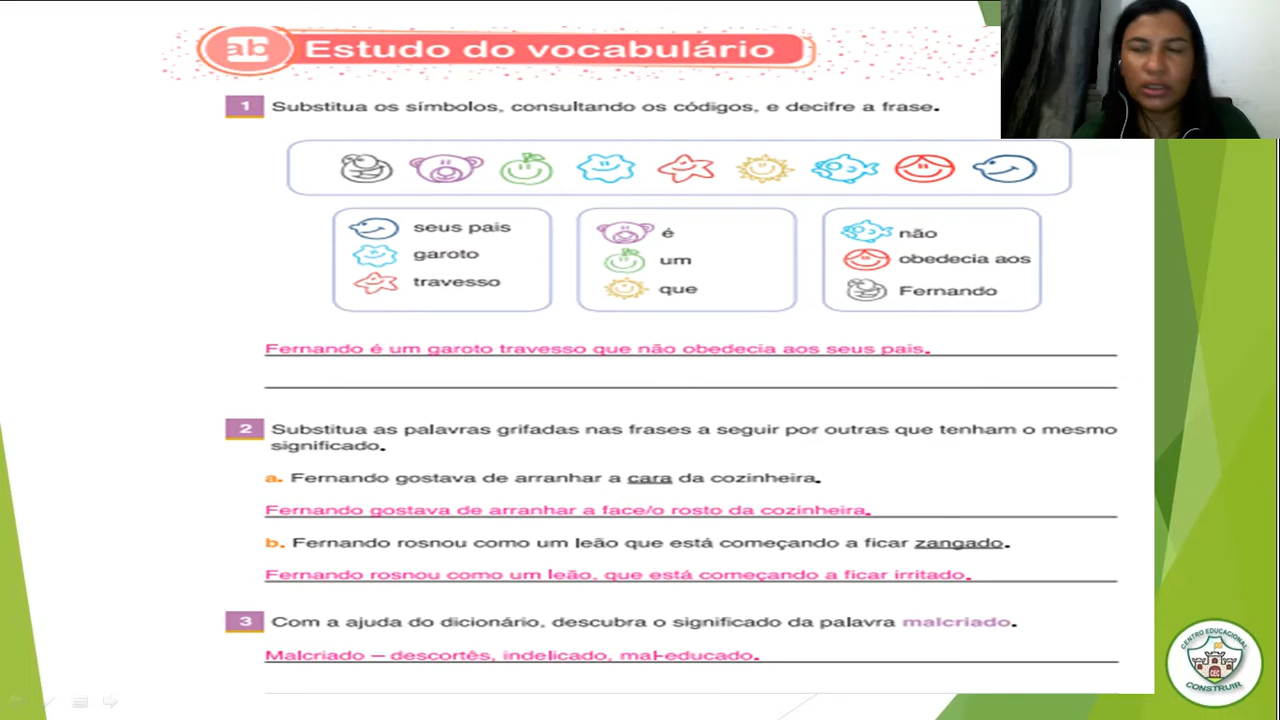 ab Estudo do vocabulário
1 Substitua os símbolos, consultando os códigos, e decifre a frase.
seus pais
garoto
travesso
é
um
que
não
obedecia aos
Fernando
Fernando é um garoto travesso que não obedecia aos seus pais.
2 Substitua as palavras grifadas nas frases a seguir por outras que tenham o mesmo
significado.
a. Fernando gostava de arranhar a cara da cozinheira.
Fernando gostava de arranhar a face/o rosto da cozinheira.
b. Fernando rosnou como um leão que está começando a ficar zangado.
Fernando rosnou como um leão, que está começando a ficar irritado.
3 Com a ajuda do dicionário, descubra o significado da palavra malcriado.
Malcriado – descortês, indelicado, mal-educado.
CENTRO EDUCACIONAL
CEC
CONSTRUIR